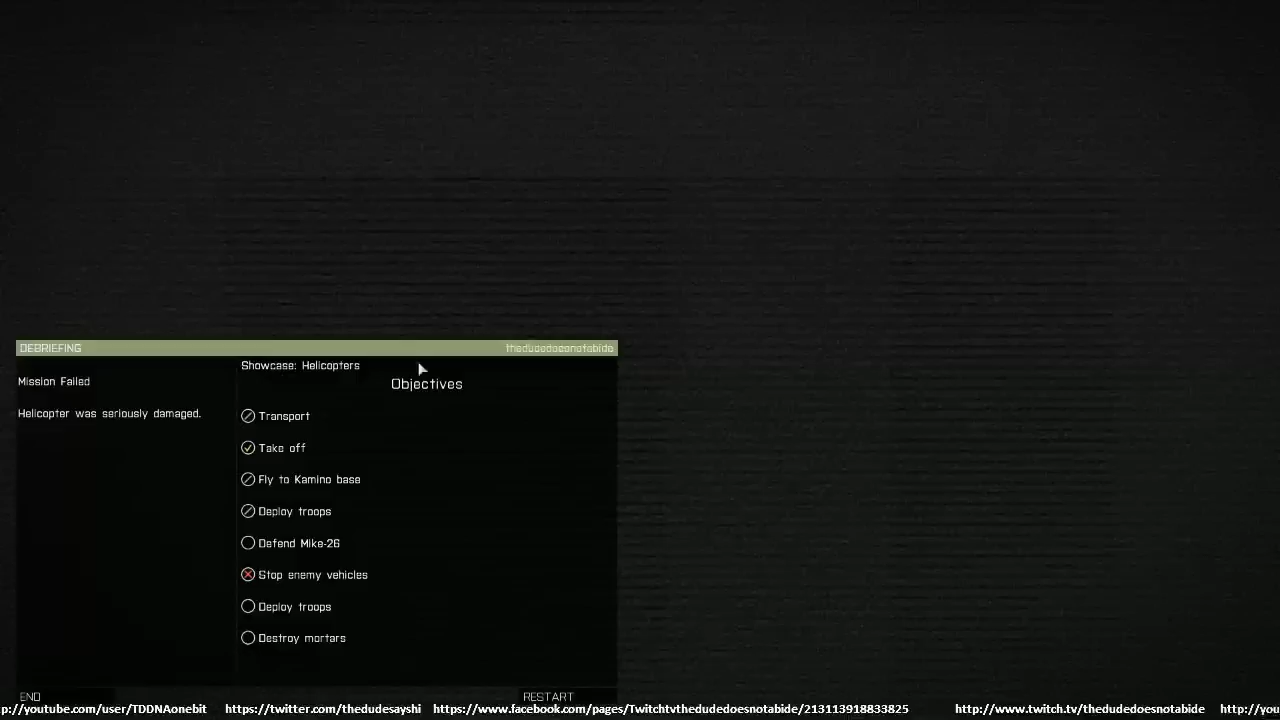 DEBRIEFING thedudedoesnotabide
Showcase: Helicopters
Mission Failed
Objectives
Helicopter was seriously damaged.
Transport
Take off
Fly to Kamino base
Deploy troops
Defend Mike-26
Stop enemy vehicles
Deploy troops
Destroy mortars
END RESTART
p://youtube.com/user/TDDNAonebit https://twitter.com/thedudesayshi https://www.facebook.com/pages/Twitchtvthedudedoesnotabide/213113918833825 http://www.twitch.tv/thedudedoesnotabide http://you